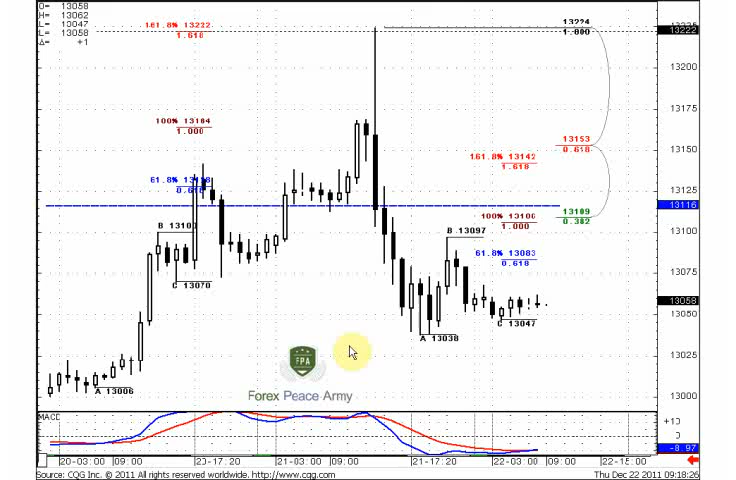 O= 13058
H= 13062
L= 13047
L= 13058
Δ= +1
161.8% 13222
1.618
13224
1.000
13222
13200
13175
100% 13164
1.000
13153
0.618
13150
161.8% 13142
1.618
61.8%
0.618
13125
13116
13109
0.382
100% 13106
1.000
13100
B
B 13097
61.8% 13083
0.618
13075
C 13070
13058
13050
C 13047
A 13038
13025
FPA
Forex Peace Army
A 13006
13000
MACD
+10
0
-8.97
20-03:00 09:00 20-17:20 21-03:00 09:00 21-17:20 22-03:00 09:00 22-15:00
Source: CQG Inc. © 2011 All rights reserved worldwide. http://www.cqg.com Thu Dec 22 2011 09:18:26